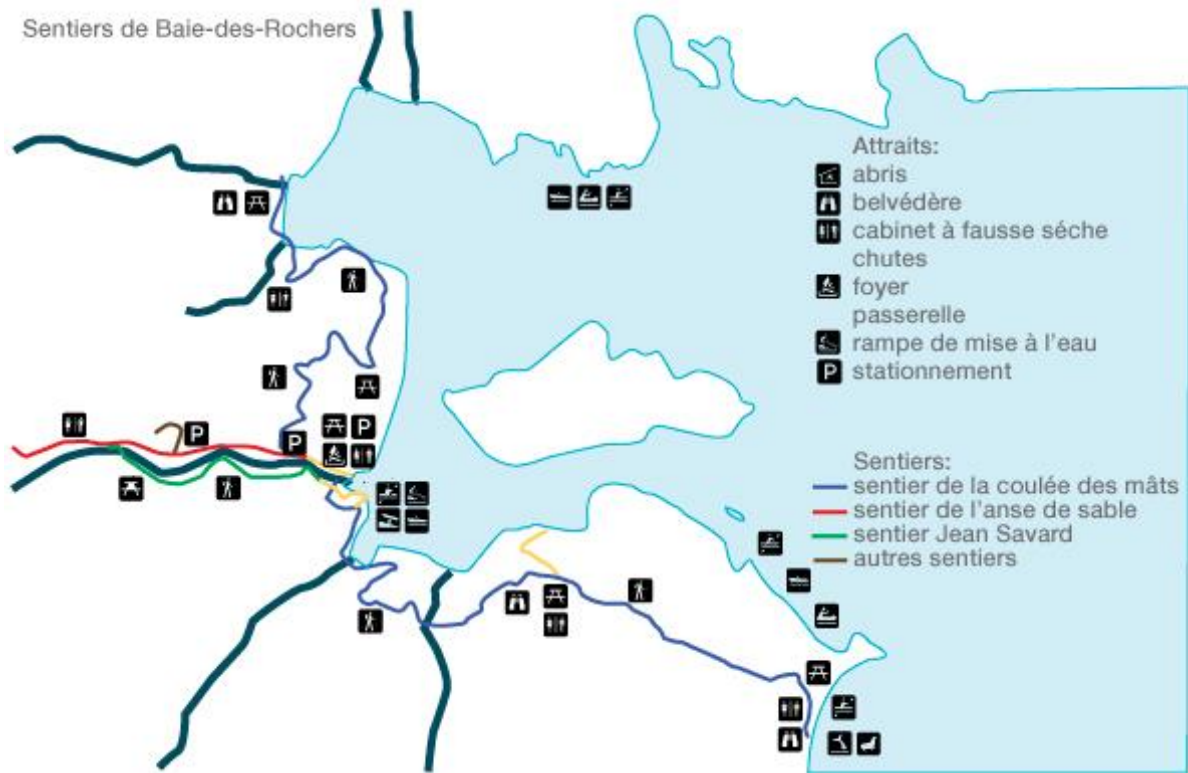 Sentiers de Baie-des-Rochers
Attraits:
abris
belvédère
cabinet à fausse séche
chutes
foyer
passerelle
rampe de mise à l'eau
P stationnement
P
P
P
Sentiers:
sentier de la coulée des mâts
sentier de l'anse de sable
sentier Jean Savard
autres sentiers